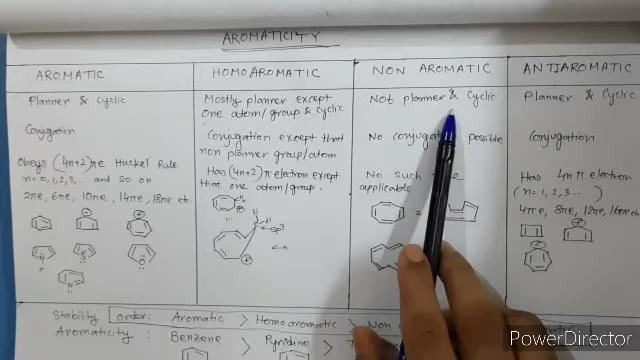 AROMATICITY
AROMATIC
Planner & Cyclic
Conjugation
Obeys (4n+2)πe Huckel Rule
n=0,1,2,3... and so on
2πe, 6πe, 10πe, 14πe, 18πe etc.
HOMOAROMATIC
Mostly planner except
one atom/group & cyclic
Conjugation except that
non planner group/atom
Has (4n+2)π electron except
that one atom/group.
sp3
NON AROMATIC
Not planner & Cyclic
No possible
No such
applicable
=
ANTIAROMATIC
Planner & Cyclic
Conjugation
Has 4nπ electron
(n=1,2,3...)
4πe, 8πe, 12πe, 16πe etc
Stability order: Aromatic > Homoaromatic > Non
Aromaticity : Benzene > Pyridine >
PowerDirector